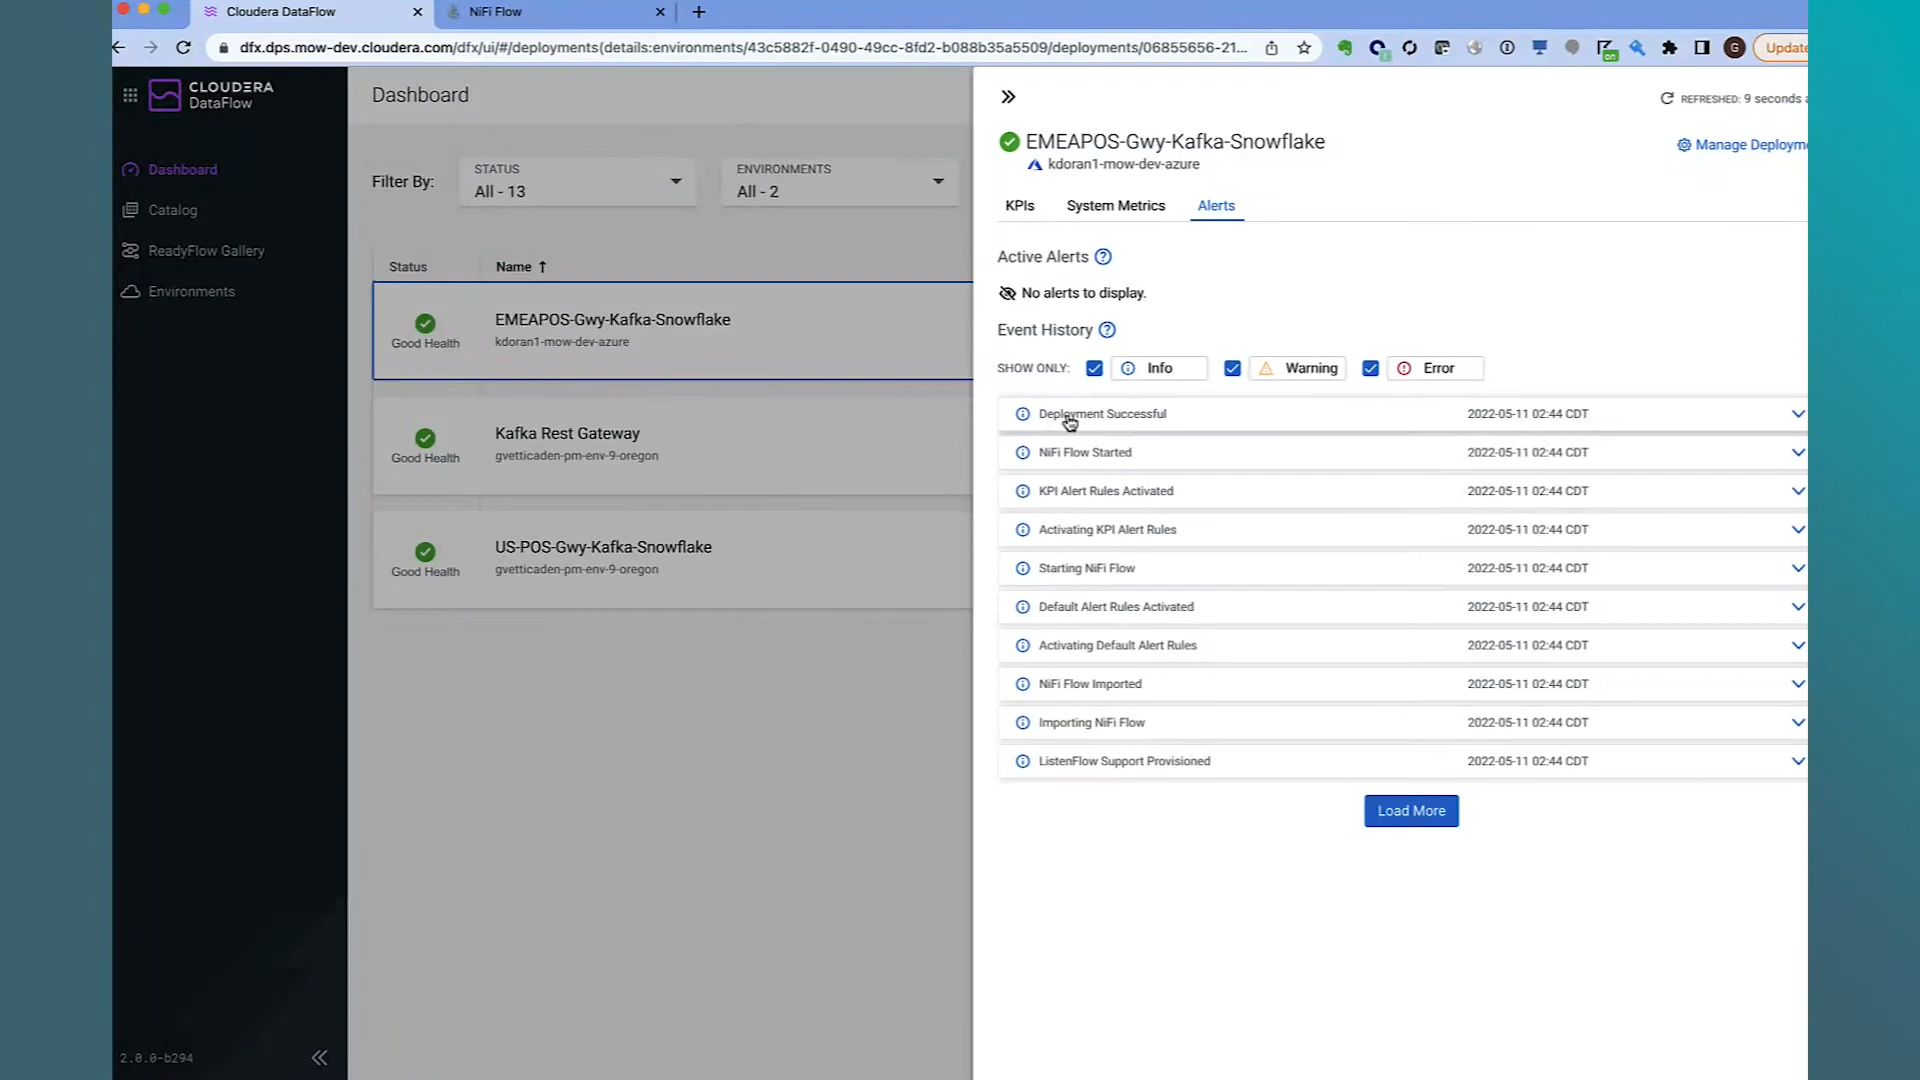 Cloudera DataFlow
NiFi Flow
dfx.dps.mow-dev.cloudera.com/dfx/ui/#/deployments(details:environments/43c5882f-0490-49cc-8fd2-b088b35a5509/deployments/06855656-21...
G
Update
on
CLOUDERA
DataFlow
Dashboard
Catalog
ReadyFlow Gallery
Environments
2.0.0-b294
Dashboard
Filter By:
STATUS
All - 13
ENVIRONMENTS
All - 2
Status
Name
Good Health
EMEAPOS-Gwy-Kafka-Snowflake
kdoran1-mow-dev-azure
Good Health
Kafka Rest Gateway
gvetticaden-pm-env-9-oregon
Good Health
US-POS-Gwy-Kafka-Snowflake
gvetticaden-pm-env-9-oregon
REFRESHED: 9 seconds a
EMEAPOS-Gwy-Kafka-Snowflake
kdoran1-mow-dev-azure
Manage Deployme
KPIs
System Metrics
Alerts
Active Alerts
No alerts to display.
Event History
SHOW ONLY: Info Warning Error
Deployment Successful 2022-05-11 02:44 CDT
NiFi Flow Started 2022-05-11 02:44 CDT
KPI Alert Rules Activated 2022-05-11 02:44 CDT
Activating KPI Alert Rules 2022-05-11 02:44 CDT
Starting NiFi Flow 2022-05-11 02:44 CDT
Default Alert Rules Activated 2022-05-11 02:44 CDT
Activating Default Alert Rules 2022-05-11 02:44 CDT
NiFi Flow Imported 2022-05-11 02:44 CDT
Importing NiFi Flow 2022-05-11 02:44 CDT
ListenFlow Support Provisioned 2022-05-11 02:44 CDT
Load More